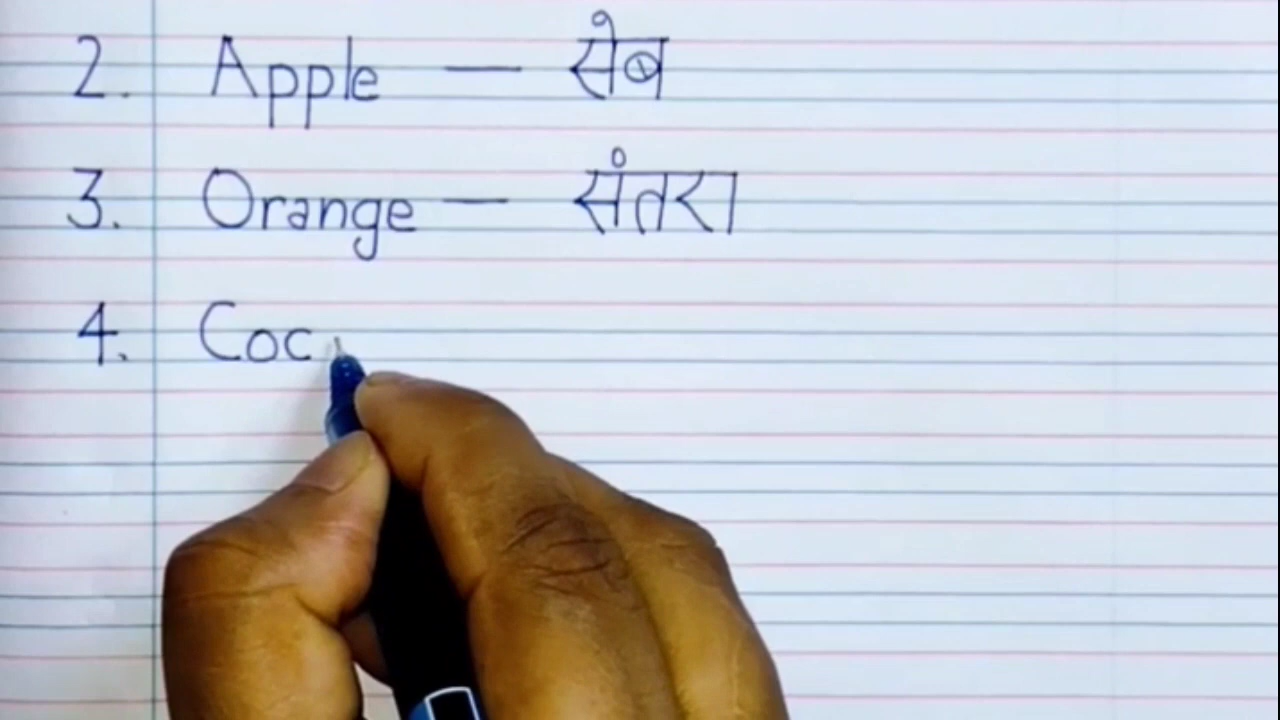 2. Apple — सेब
3. Orange — संतरा
4. Coc